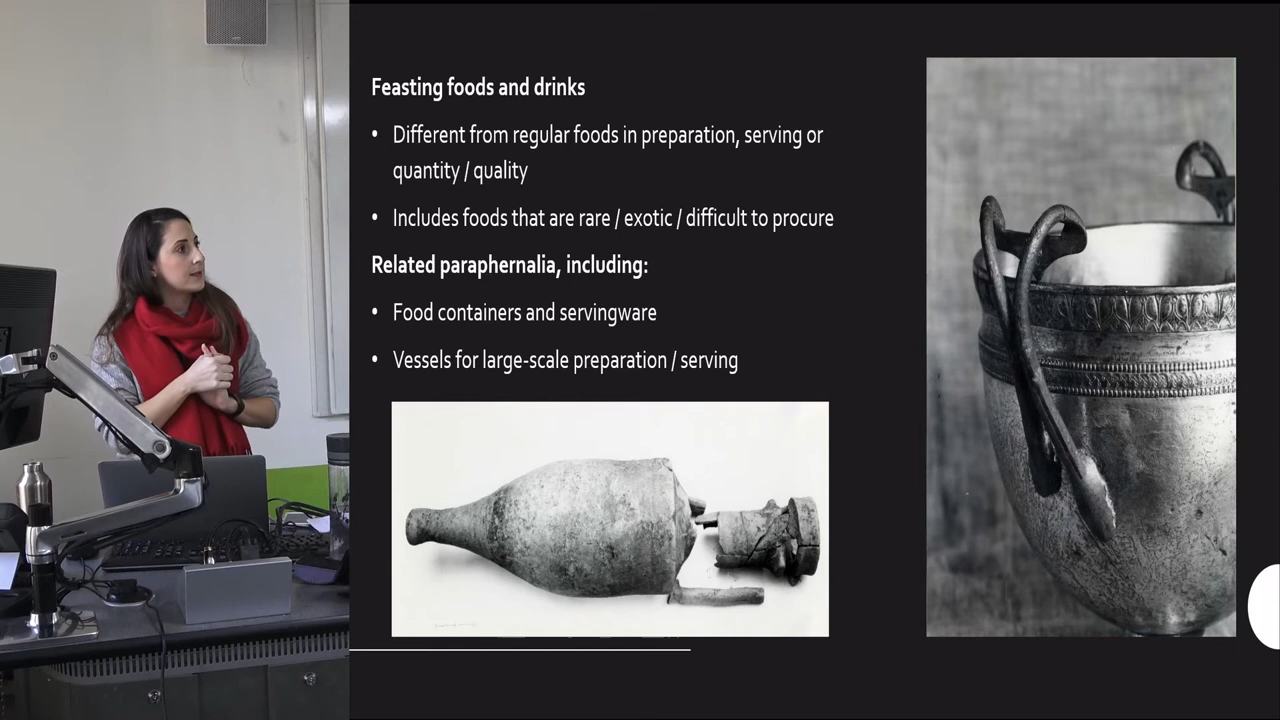 Feasting foods and drinks
• Different from regular foods in preparation, serving or
quantity / quality
• Includes foods that are rare / exotic / difficult to procure
Related paraphernalia, including:
• Food containers and servingware
• Vessels for large-scale preparation / serving